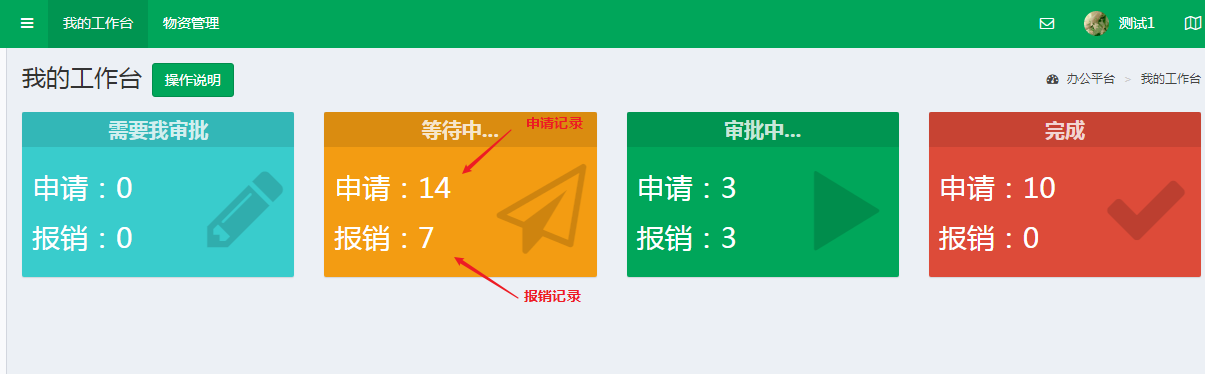 我的工作台 物资管理 测试1
我的工作台 操作说明 办公平台 > 我的工作台
需要我审批
申请：0
报销：0
等待中... 申请记录
申请：14
报销：7
报销记录
审批中...
申请：3
报销：3
完成
申请：10
报销：0